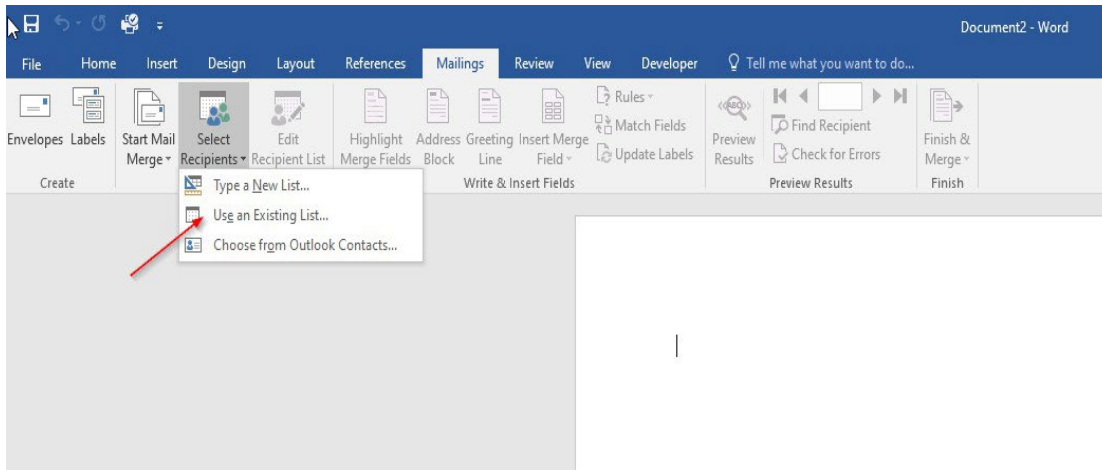 Document2 - Word
File Home Insert Design Layout References Mailings Review View Developer Tell me what you want to do...
Envelopes Labels
Start Mail Merge
Select Recipients
Edit Recipient List
Highlight Merge Fields
Address Block
Greeting Line
Insert Merge Field
Rules
Match Fields
Update Labels
«ABC»
Preview Results
Find Recipient
Check for Errors
Finish & Merge
Create
Write & Insert Fields
Preview Results
Finish
Type a New List...
Use an Existing List...
Choose from Outlook Contacts...